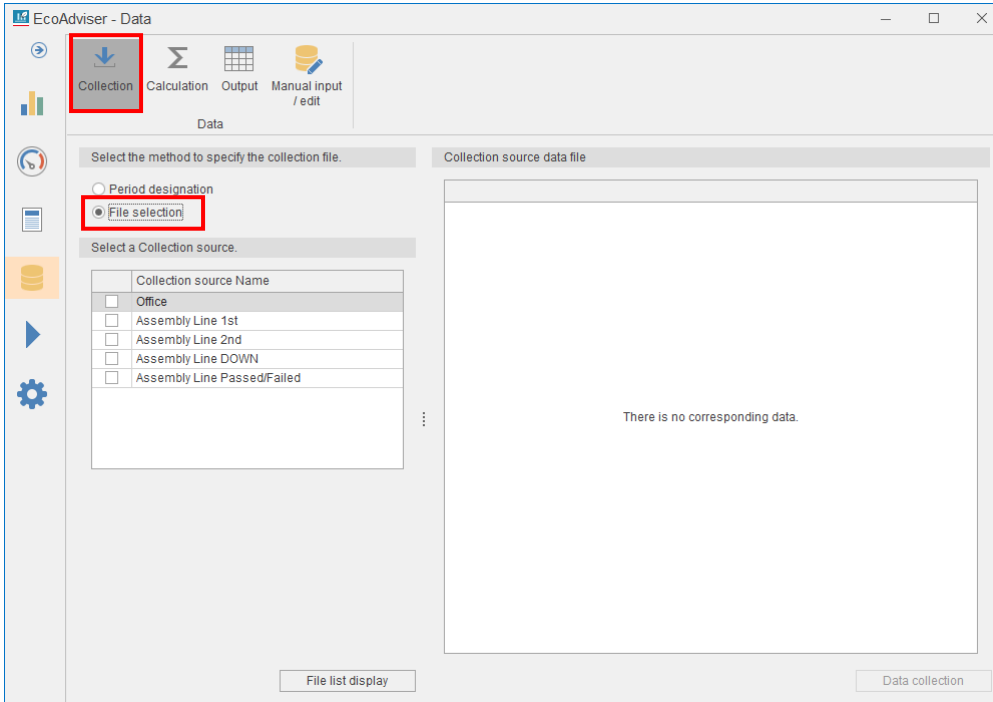 EcoAdviser - Data
Collection
Calculation
Output
Manual input
/ edit
Data
Select the method to specify the collection file.
Period designation
File selection
Select a Collection source.
Collection source Name
Office
Assembly Line 1st
Assembly Line 2nd
Assembly Line DOWN
Assembly Line Passed/Failed
File list display
Collection source data file
There is no corresponding data.
Data collection